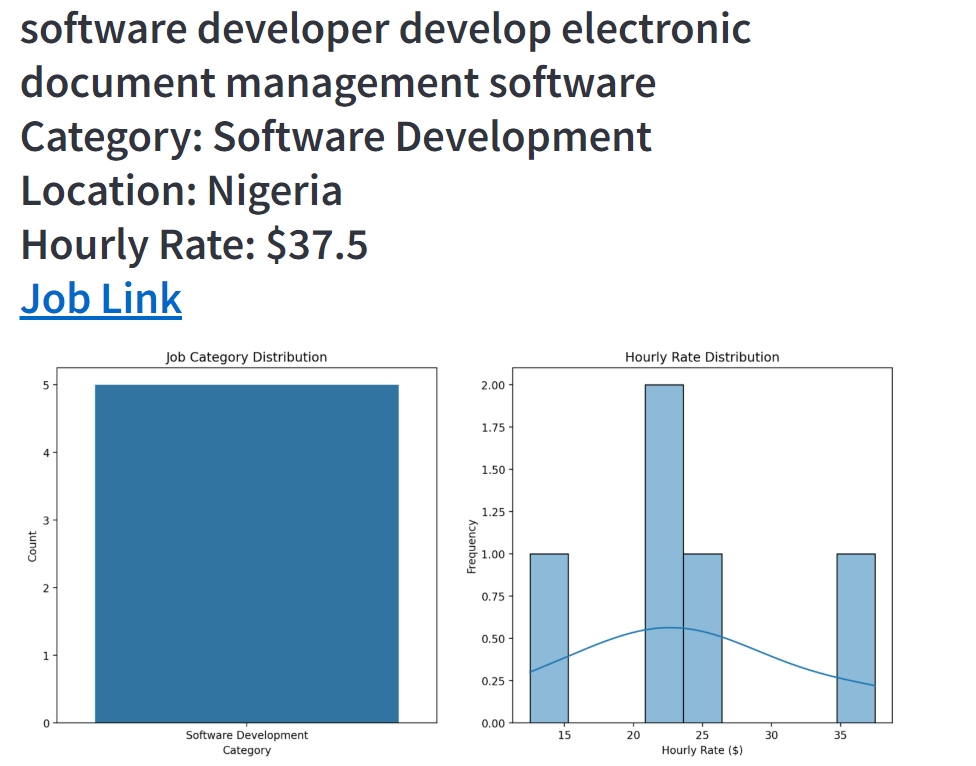 software developer develop electronic
document management software
Category: Software Development
Location: Nigeria
Hourly Rate: $37.5
Job Link
Job Category Distribution
5
4
3
2
1
0
Count
Software Development
Category
Hourly Rate Distribution
2.00
1.75
1.50
1.25
1.00
0.75
0.50
0.25
0.00
Frequency
15 20 25 30 35
Hourly Rate ($)